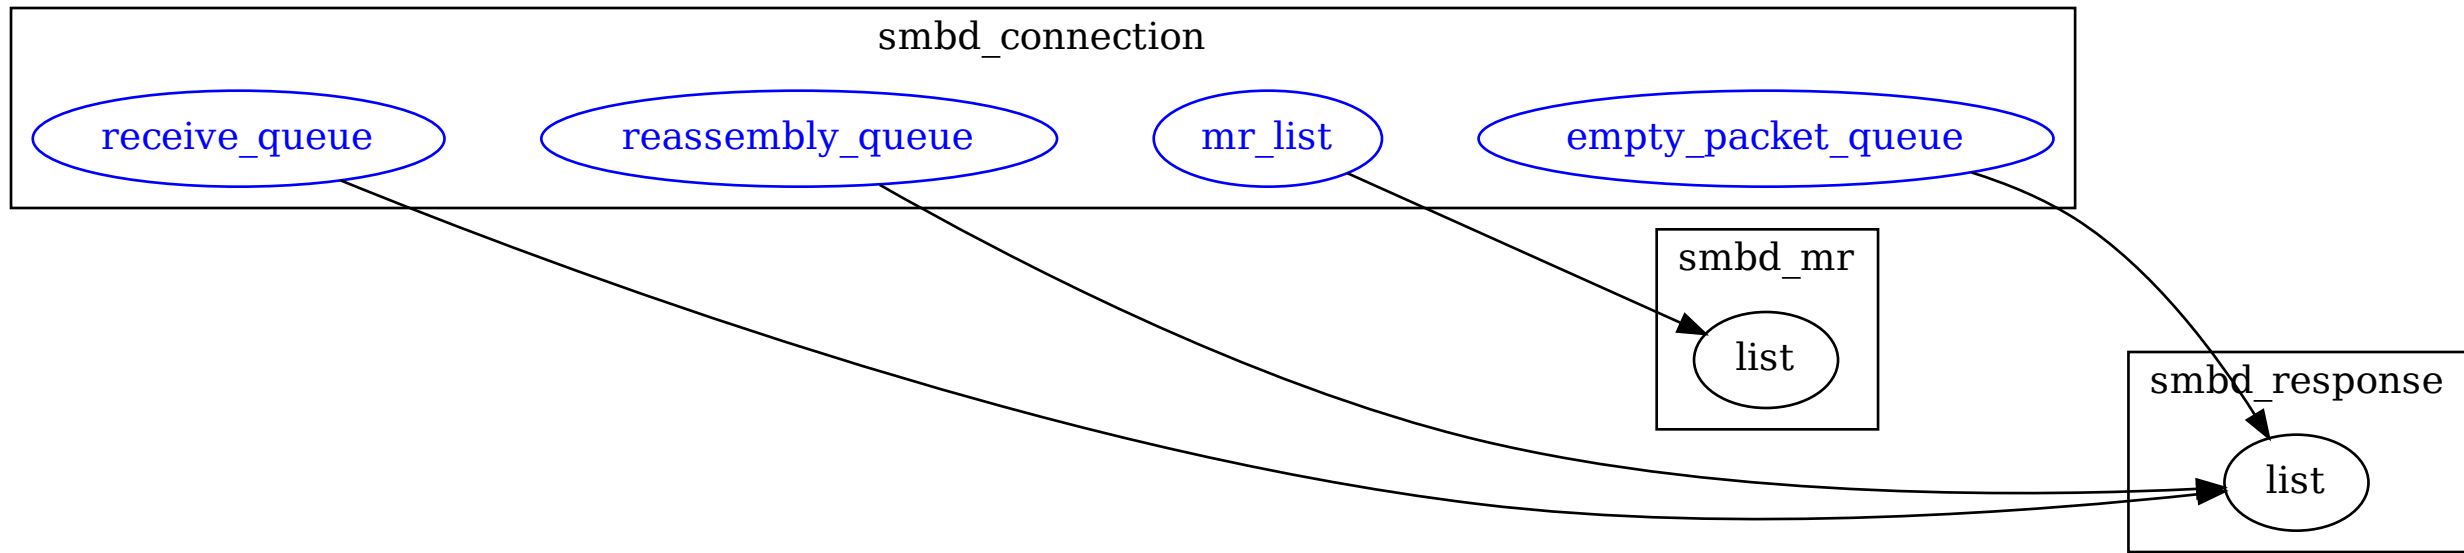 smbd_connection
receive_queue
reassembly_queue
mr_list
empty_packet_queue
smbd_mr
list
smbd_response
list